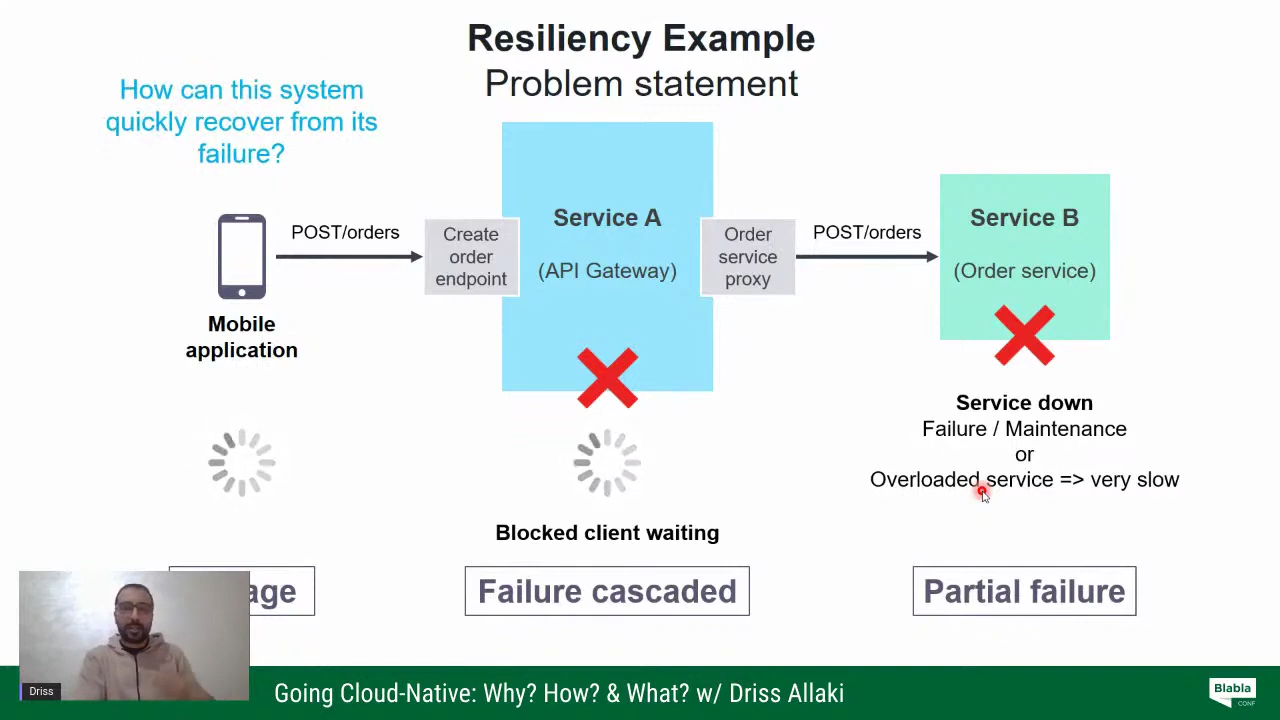 Resiliency Example
Problem statement
How can this system
quickly recover from its
failure?
POST/orders
Create
order
endpoint
Service A
(API Gateway)
Order
service
proxy
POST/orders
Service B
(Order service)
Mobile
application
Service down
Failure / Maintenance
or
Overloaded service => very slow
Blocked client waiting
Failure cascaded
Partial failure
Driss
Going Cloud-Native: Why? How? & What? w/ Driss Allaki
Blabla
CONF